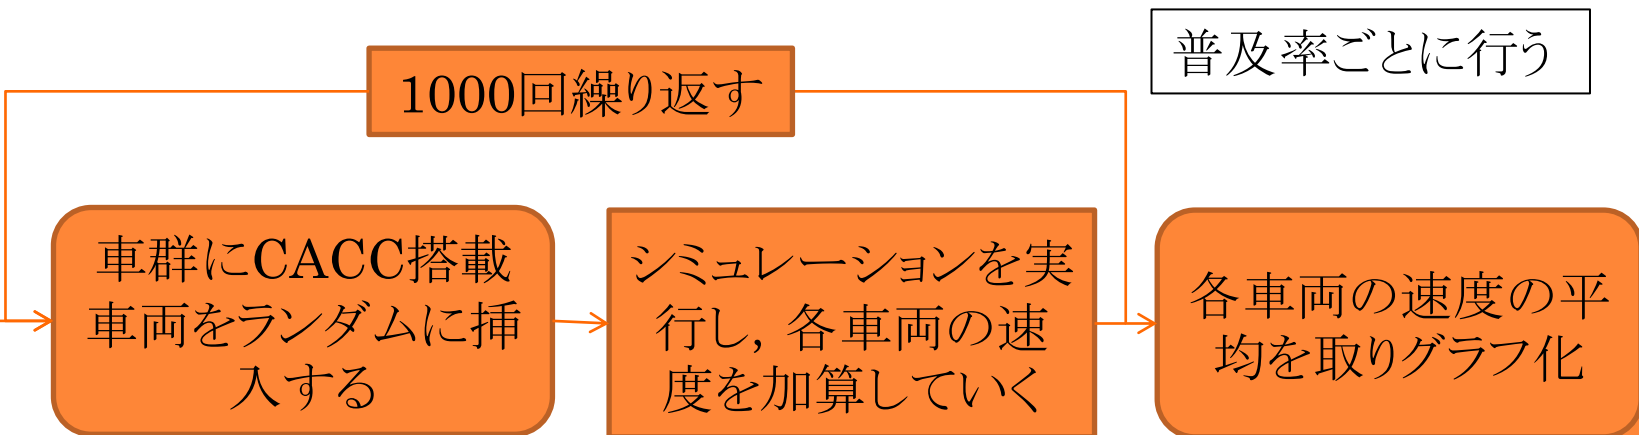 普及率ごとに行う
1000回繰り返す
車群にCACC搭載
車両をランダムに挿
入する
シミュレーションを実
行し，各車両の速
度を加算していく
各車両の速度の平
均を取りグラフ化